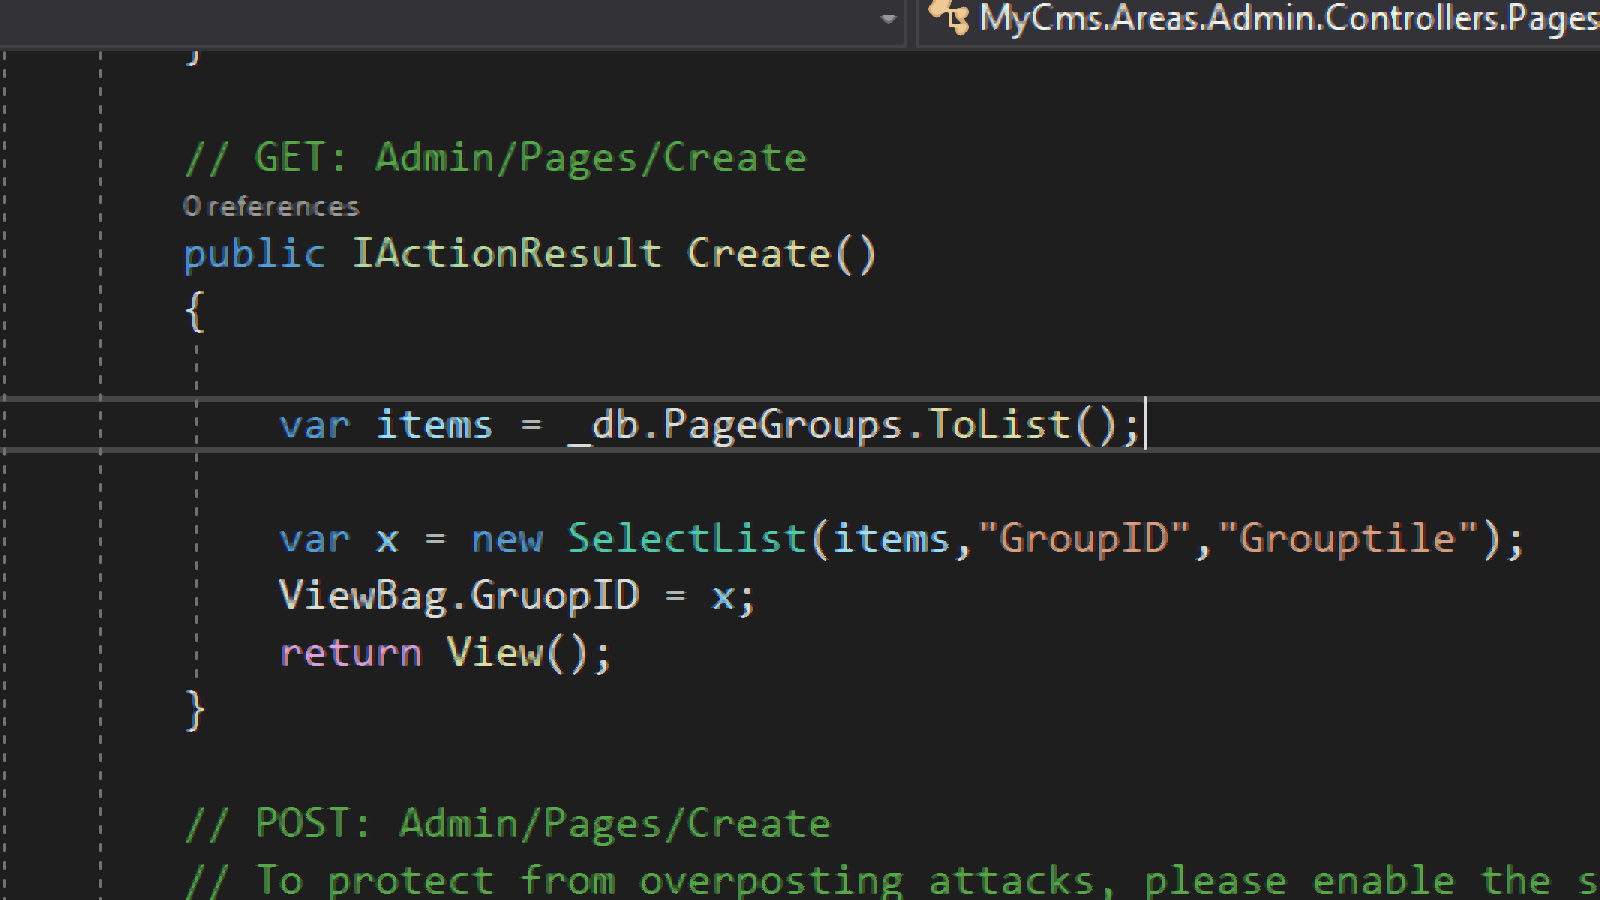 MyCms.Areas.Admin.Controllers.Pages
}
// GET: Admin/Pages/Create
0 references
public IActionResult Create()
{
var items = _db.PageGroups.ToList();
var x = new SelectList(items,"GroupID","Grouptile");
ViewBag.GruopID = x;
return View();
}
// POST: Admin/Pages/Create
// To protect from overposting attacks, please enable the s